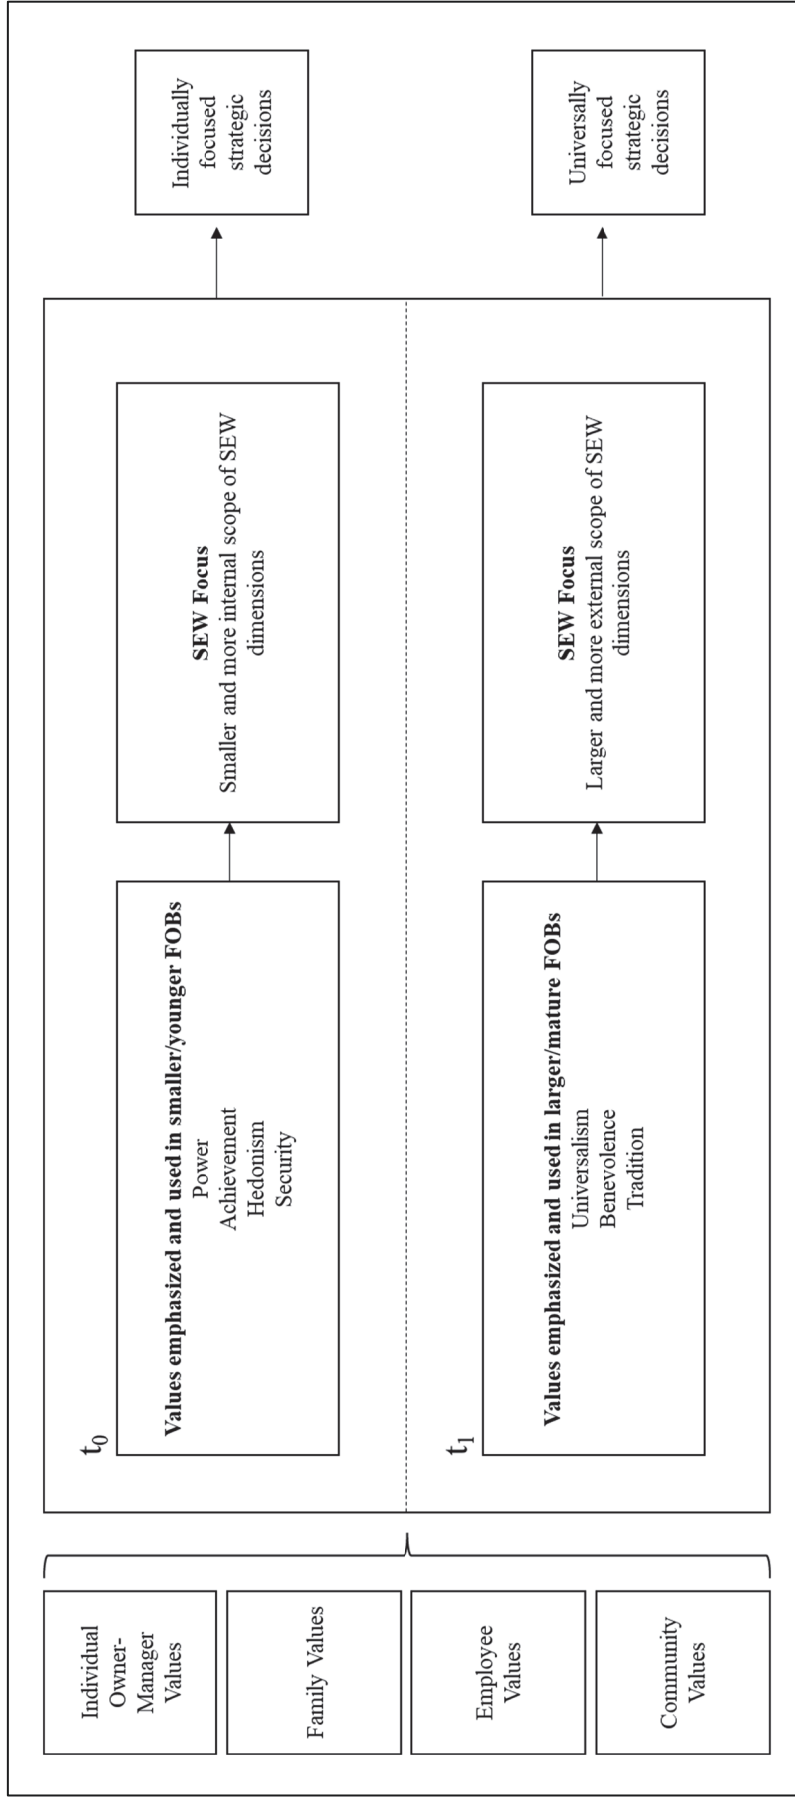 Individual
Owner-
Manager
Values
Family Values
Employee
Values
Community
Values
t₀
Values emphasized and used in smaller/younger FOBs
Power
Achievement
Hedonism
Security
SEW Focus
Smaller and more internal scope of SEW
dimensions
Individually
focused
strategic
decisions
t₁
Values emphasized and used in larger/mature FOBs
Universalism
Benevolence
Tradition
SEW Focus
Larger and more external scope of SEW
dimensions
Universally
focused
strategic
decisions